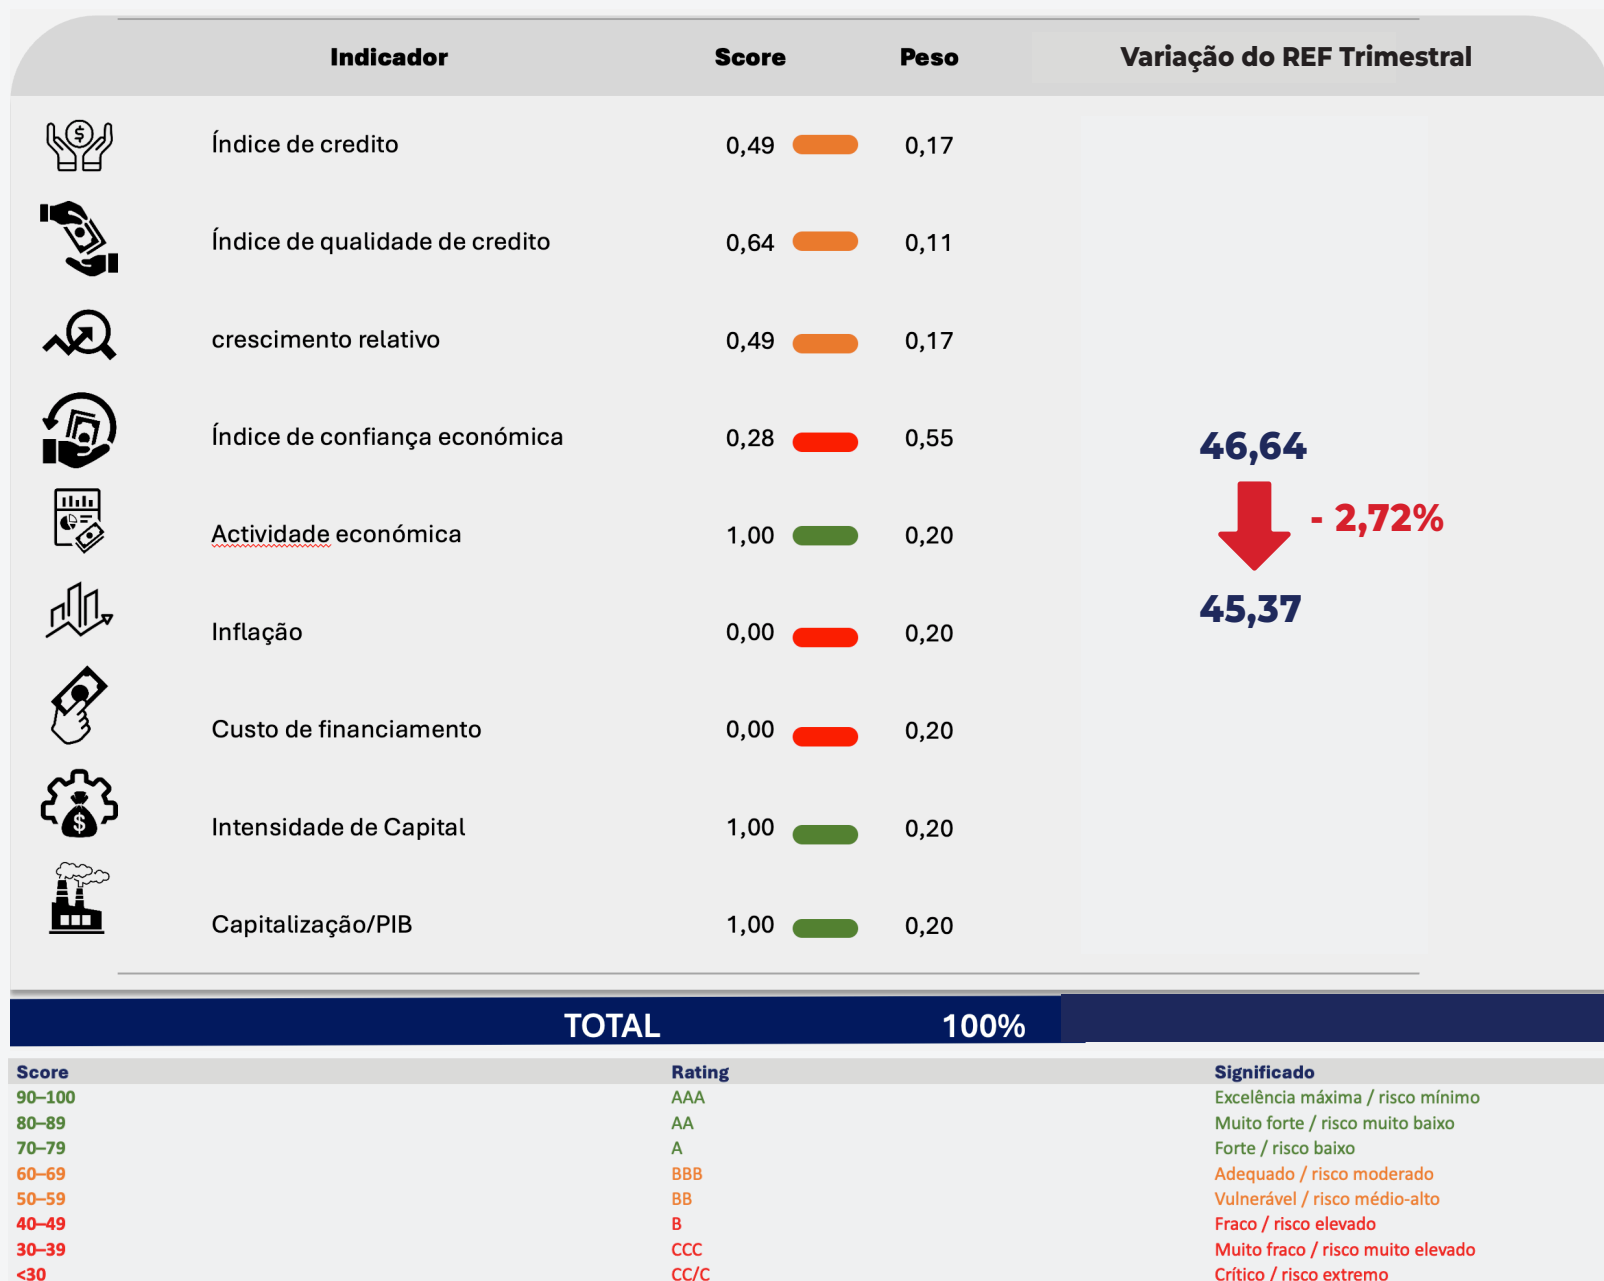 Indicador Score Peso Variação do REF Trimestral
Índice de credito 0,49 0,17
Índice de qualidade de credito 0,64 0,11
crescimento relativo 0,49 0,17
Índice de confiança económica 0,28 0,55
Actividade económica 1,00 0,20
Inflação 0,00 0,20
Custo de financiamento 0,00 0,20
Intensidade de Capital 1,00 0,20
Capitalização/PIB 1,00 0,20
46,64
- 2,72%
45,37
TOTAL 100%
Score Rating Significado
90–100 AAA Excelência máxima / risco mínimo
80–89 AA Muito forte / risco muito baixo
70–79 A Forte / risco baixo
60–69 BBB Adequado / risco moderado
50–59 BB Vulnerável / risco médio-alto
40–49 B Fraco / risco elevado
30–39 CCC Muito fraco / risco muito elevado
<30 CC/C Crítico / risco extremo